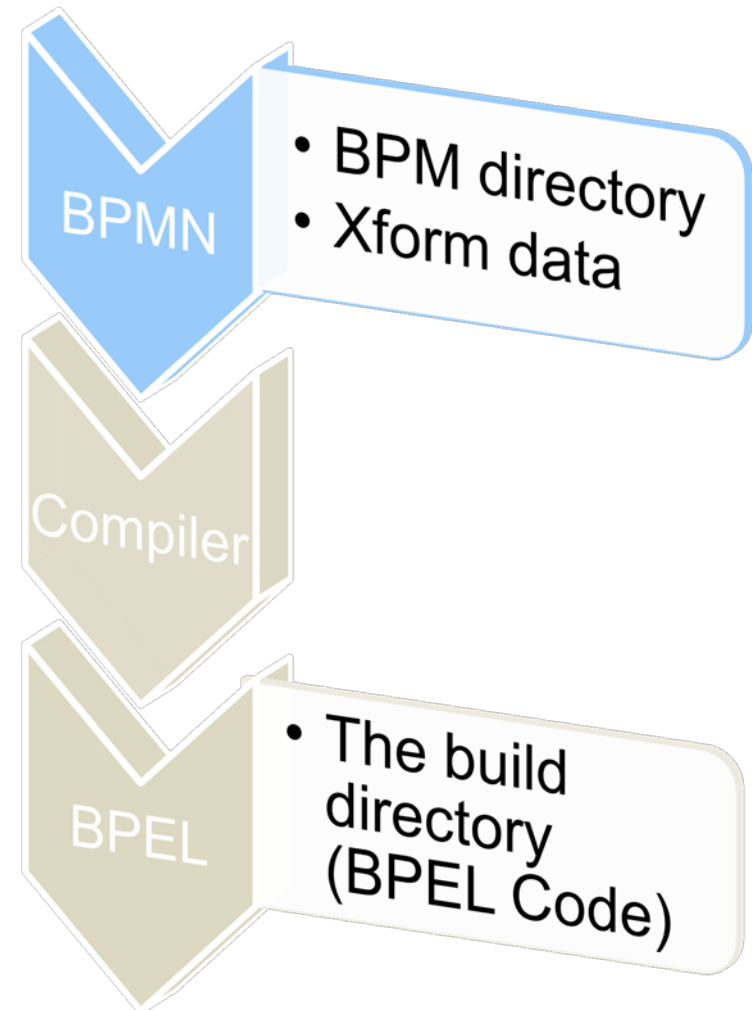 BPMN
• BPM directory
• Xform data
Compiler
BPEL
• The build
directory
(BPEL Code)